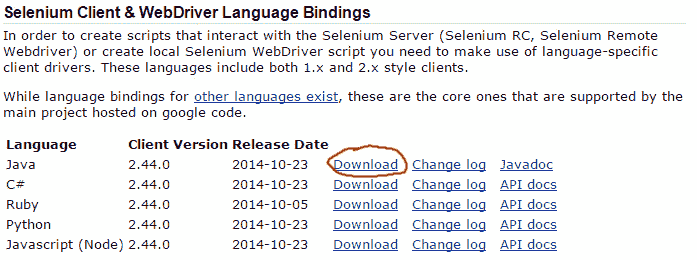 Selenium Client & WebDriver Language Bindings
In order to create scripts that interact with the Selenium Server (Selenium RC, Selenium Remote
Webdriver) or create local Selenium WebDriver script you need to make use of language-specific
client drivers. These languages include both 1.x and 2.x style clients.
While language bindings for other languages exist, these are the core ones that are supported by the
main project hosted on google code.
Language Client Version Release Date
Java 2.44.0 2014-10-23 Download Change log Javadoc
C# 2.44.0 2014-10-23 Download Change log API docs
Ruby 2.44.0 2014-10-05 Download Change log API docs
Python 2.44.0 2014-10-23 Download Change log API docs
Javascript (Node) 2.44.0 2014-10-23 Download Change log API docs